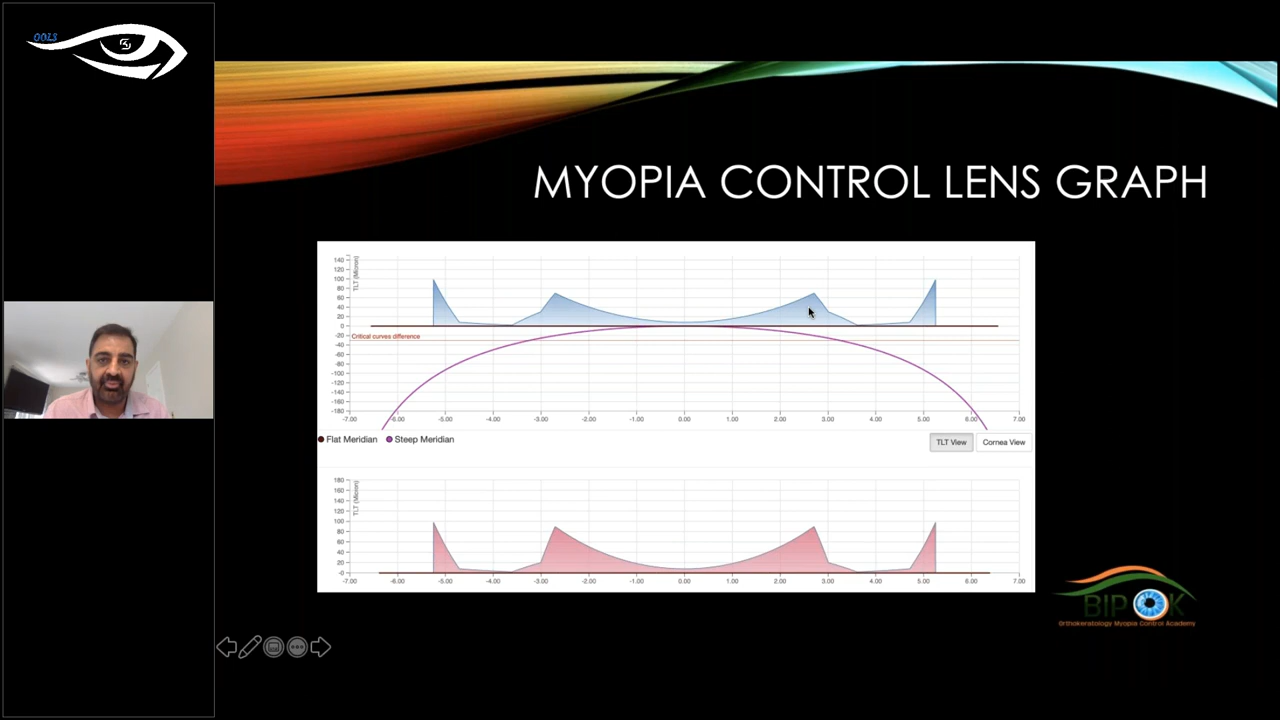 OOLS
MYOPIA CONTROL LENS GRAPH
TLT (Micron)
140
120
100
80
60
40
20
0
-20
-40
-60
-80
-100
-120
-140
-160
-180
Critical curves difference
-7.00 -6.00 -5.00 -4.00 -3.00 -2.00 -1.00 0.00 1.00 2.00 3.00 4.00 5.00 6.00 7.00
Flat Meridian Steep Meridian
TLT View Cornea View
TLT (Micron)
180
160
140
120
100
80
60
40
20
-0
-7.00 -6.00 -5.00 -4.00 -3.00 -2.00 -1.00 0.00 1.00 2.00 3.00 4.00 5.00 6.00 7.00
BIPOK
Orthokeratology Myopia Control Academy